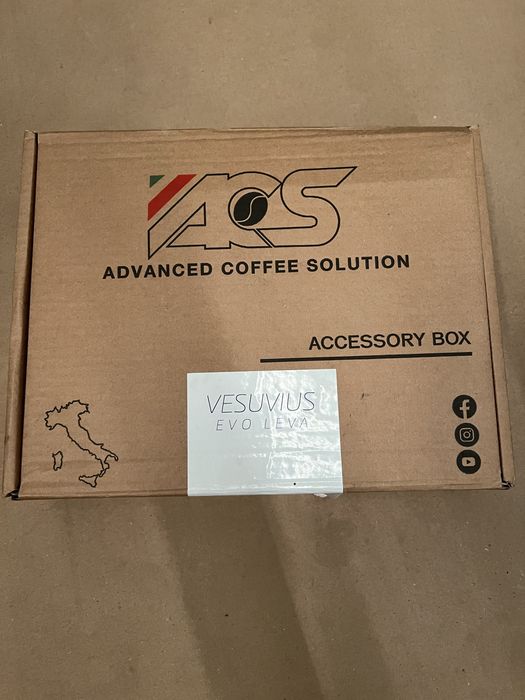 ACS
ADVANCED COFFEE SOLUTION
ACCESSORY BOX
VESUVIUS
EVO LEVA